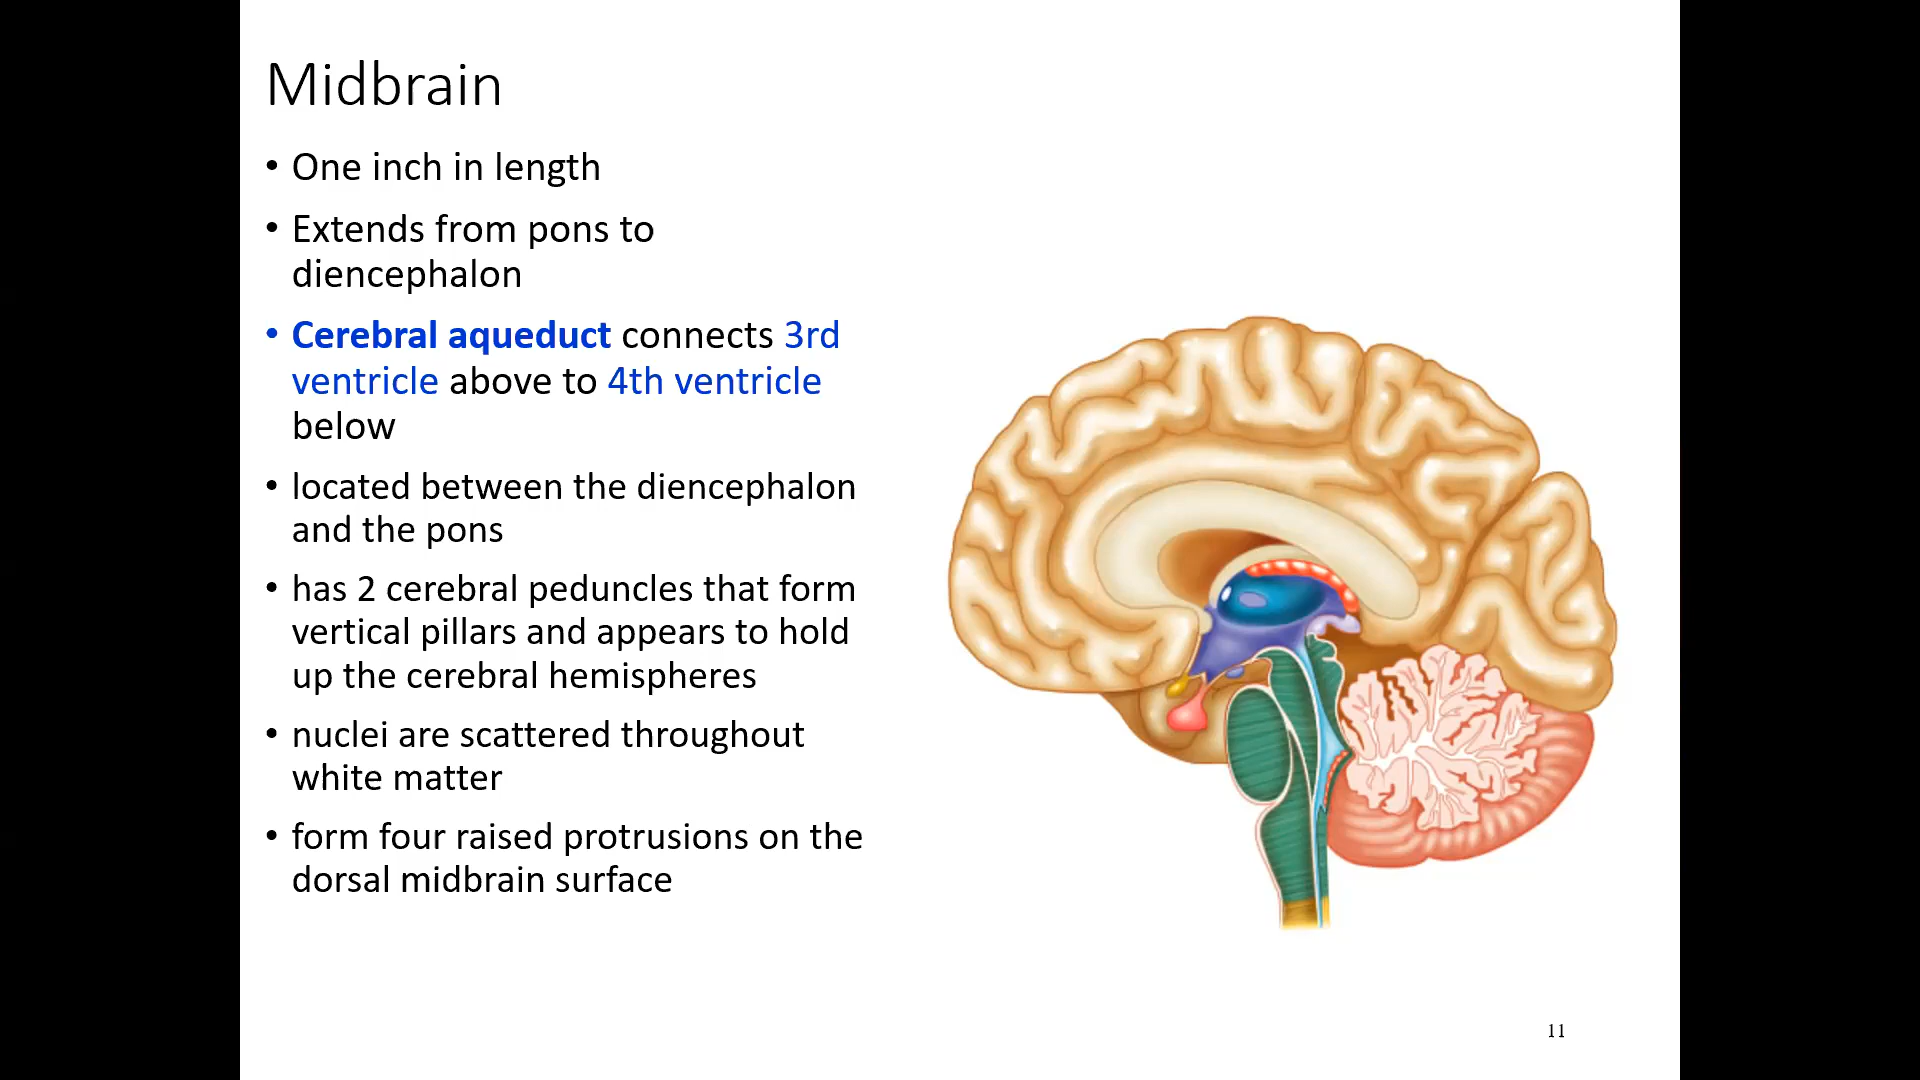 Midbrain
• One inch in length
• Extends from pons to
diencephalon
• Cerebral aqueduct connects 3rd
ventricle above to 4th ventricle
below
• located between the diencephalon
and the pons
• has 2 cerebral peduncles that form
vertical pillars and appears to hold
up the cerebral hemispheres
• nuclei are scattered throughout
white matter
• form four raised protrusions on the
dorsal midbrain surface
11